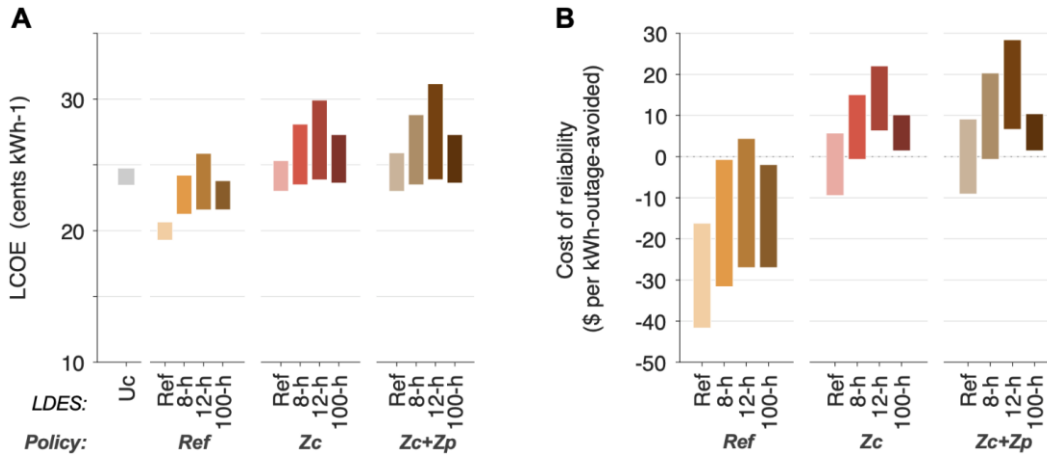 A
LCOE (cents kWh-1)
30
20
10
LDES:
Uc
Ref
8-h
12-h
100-h
Ref
8-h
12-h
100-h
Ref
8-h
12-h
100-h
Policy:
Ref
Zc
Zc+Zp
B
Cost of reliability
($ per kWh-outage-avoided)
30
20
10
0
-10
-20
-30
-40
-50
Ref
8-h
12-h
100-h
Ref
8-h
12-h
100-h
Ref
8-h
12-h
100-h
Ref
Zc
Zc+Zp